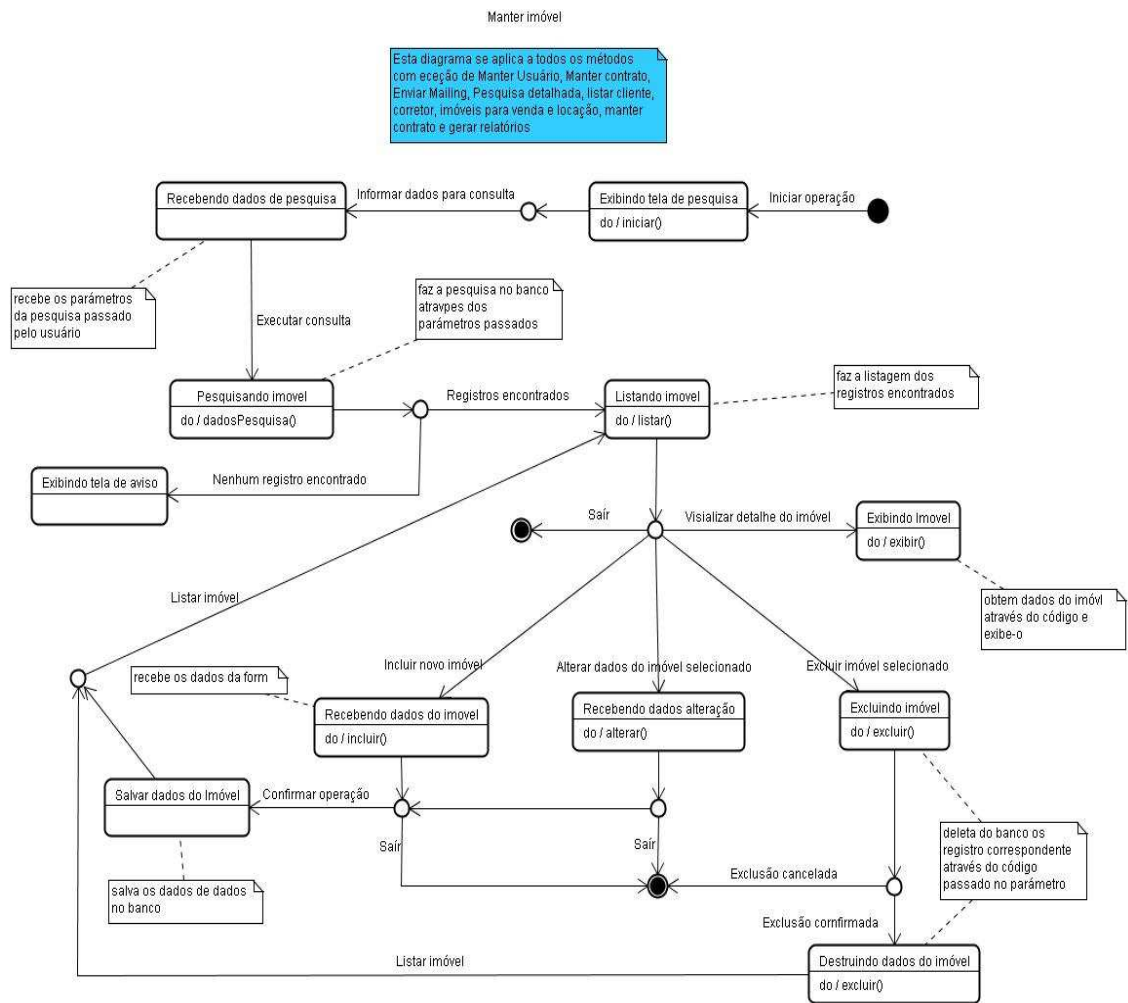 Manter imóvel
Esta diagrama se aplica a todos os métodos
com eceção de Manter Usuário, Manter contrato,
Enviar Mailing, Pesquisa detalhada, listar cliente,
corretor, imóveis para venda e locação, manter
contrato e gerar relatórios
Recebendo dados de pesquisa
Informar dados para consulta
Exibindo tela de pesquisa
do / iniciar()
Iniciar operação
recebe os parámetros
da pesquisa passado
pelo usuário
Executar consulta
faz a pesquisa no banco
atravpes dos
parámetros passados
Pesquisando imovel
do / dadosPesquisa()
Registros encontrados
Listando imovel
do / listar()
faz a listagem dos
registros encontrados
Exibindo tela de aviso
Nenhum registro encontrado
Saír
Visializar detalhe do imóvel
Exibindo Imovel
do / exibir()
obtem dados do imóvl
através do código e
exibe-o
Listar imóvel
recebe os dados da form
Incluir novo imóvel
Alterar dados do imóvel selecionado
Excluir imóvel selecionado
Recebendo dados do imovel
do / incluir()
Recebendo dados alteração
do / alterar()
Excluindo imóvel
do / excluir()
Salvar dados do Imóvel
Confirmar operação
Saír
Saír
salva os dados de dados
no banco
Exclusão cancelada
deleta do banco os
registro correspondente
através do código
passado no parámetro
Exclusão cornfirmada
Listar imóvel
Destruindo dados do imóvel
do / excluir()